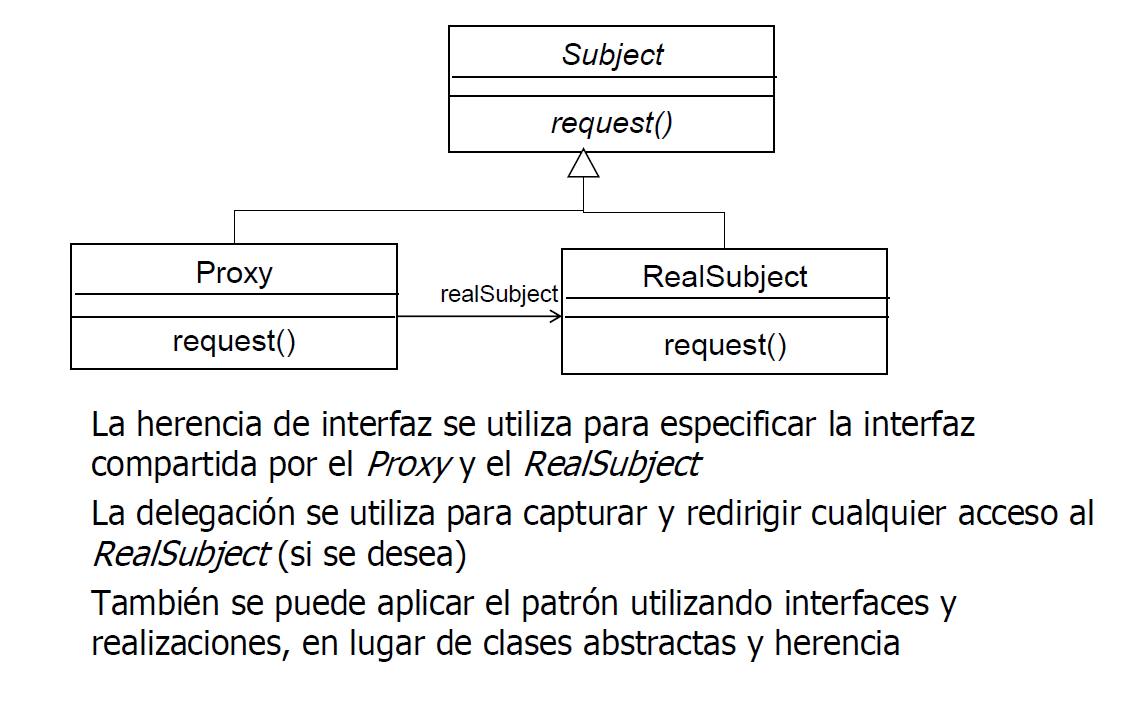 Subject
request()
Proxy
request()
realSubject
RealSubject
request()
La herencia de interfaz se utiliza para especificar la interfaz
compartida por el Proxy y el RealSubject
La delegación se utiliza para capturar y redirigir cualquier acceso al
RealSubject (si se desea)
También se puede aplicar el patrón utilizando interfaces y
realizaciones, en lugar de clases abstractas y herencia